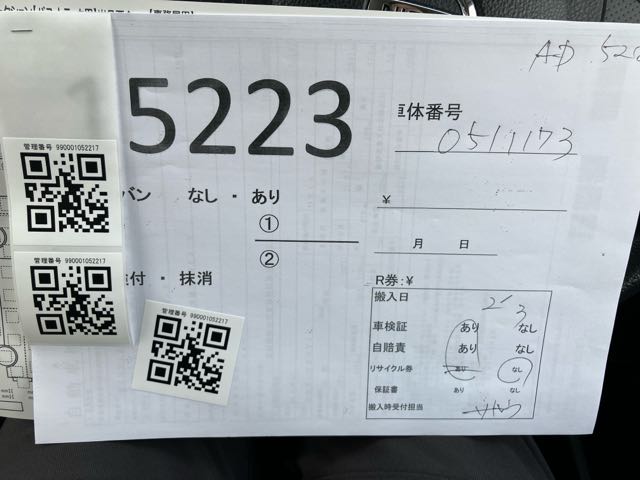 AD 522
5223
車体番号
0511173
管理番号 990001052217
バン なし ・ あり
①
②
¥
月 日
付 ・ 抹消
R券:¥
管理番号 990001052217
管理番号 990001052217
搬入日 2/3
車検証 あり なし
自賠責 あり なし
リサイクル券 あり なし
保証書 あり なし
搬入時受付担当